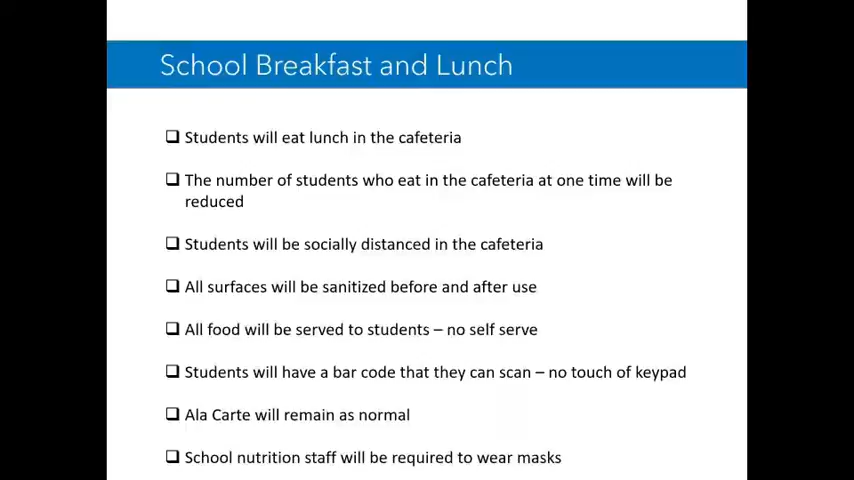 School Breakfast and Lunch
❑ Students will eat lunch in the cafeteria
❑ The number of students who eat in the cafeteria at one time will be
reduced
❑ Students will be socially distanced in the cafeteria
❑ All surfaces will be sanitized before and after use
❑ All food will be served to students – no self serve
❑ Students will have a bar code that they can scan – no touch of keypad
❑ Ala Carte will remain as normal
❑ School nutrition staff will be required to wear masks